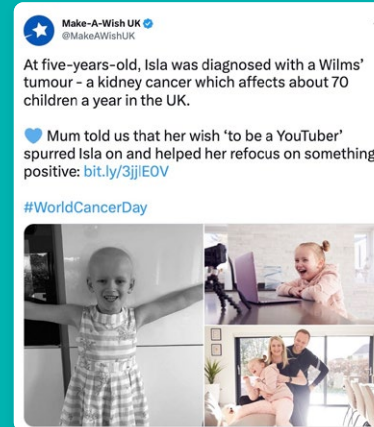 Make-A-Wish UK
@MakeAWishUK
At five-years-old, Isla was diagnosed with a Wilms’
tumour - a kidney cancer which affects about 70
children a year in the UK.
💙 Mum told us that her wish ‘to be a YouTuber’
spurred Isla on and helped her refocus on something
positive: bit.ly/3jjlE0V
#WorldCancerDay